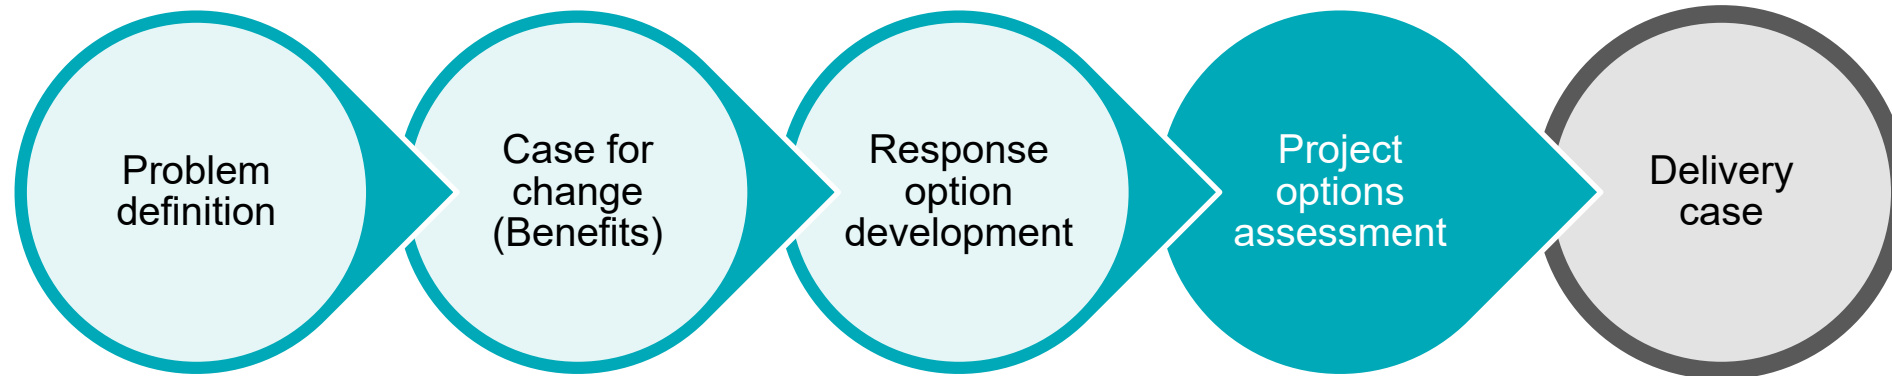 Problem
definition
Case for
change
(Benefits)
Response
option
development
Project
options
assessment
Delivery
case